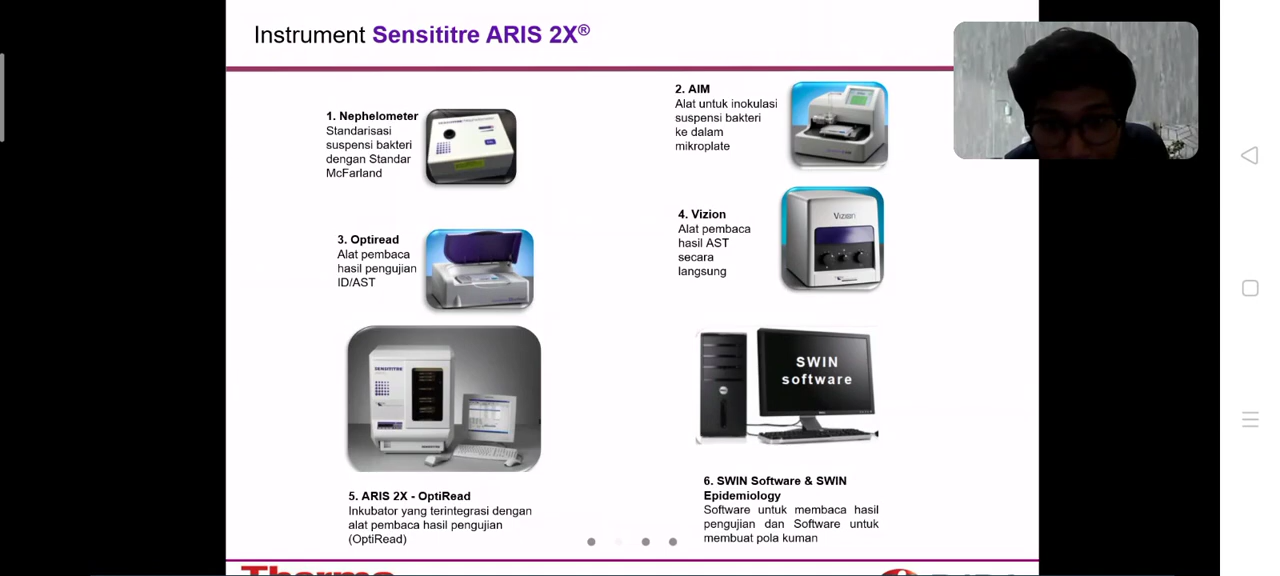 Instrument Sensititre ARIS 2X®
1. Nephelometer
Standarisasi
suspensi bakteri
dengan Standar
McFarland
2. AIM
Alat untuk inokulasi
suspensi bakteri
ke dalam
mikroplate
3. Optiread
Alat pembaca
hasil pengujian
ID/AST
4. Vizion
Alat pembaca
hasil AST
secara
langsung
Vizion
SENSITITRE
SWIN
software
5. ARIS 2X - OptiRead
Inkubator yang terintegrasi dengan
alat pembaca hasil pengujian
(OptiRead)
6. SWIN Software & SWIN
Epidemiology
Software untuk membaca hasil
pengujian dan Software untuk
membuat pola kuman
Thermo